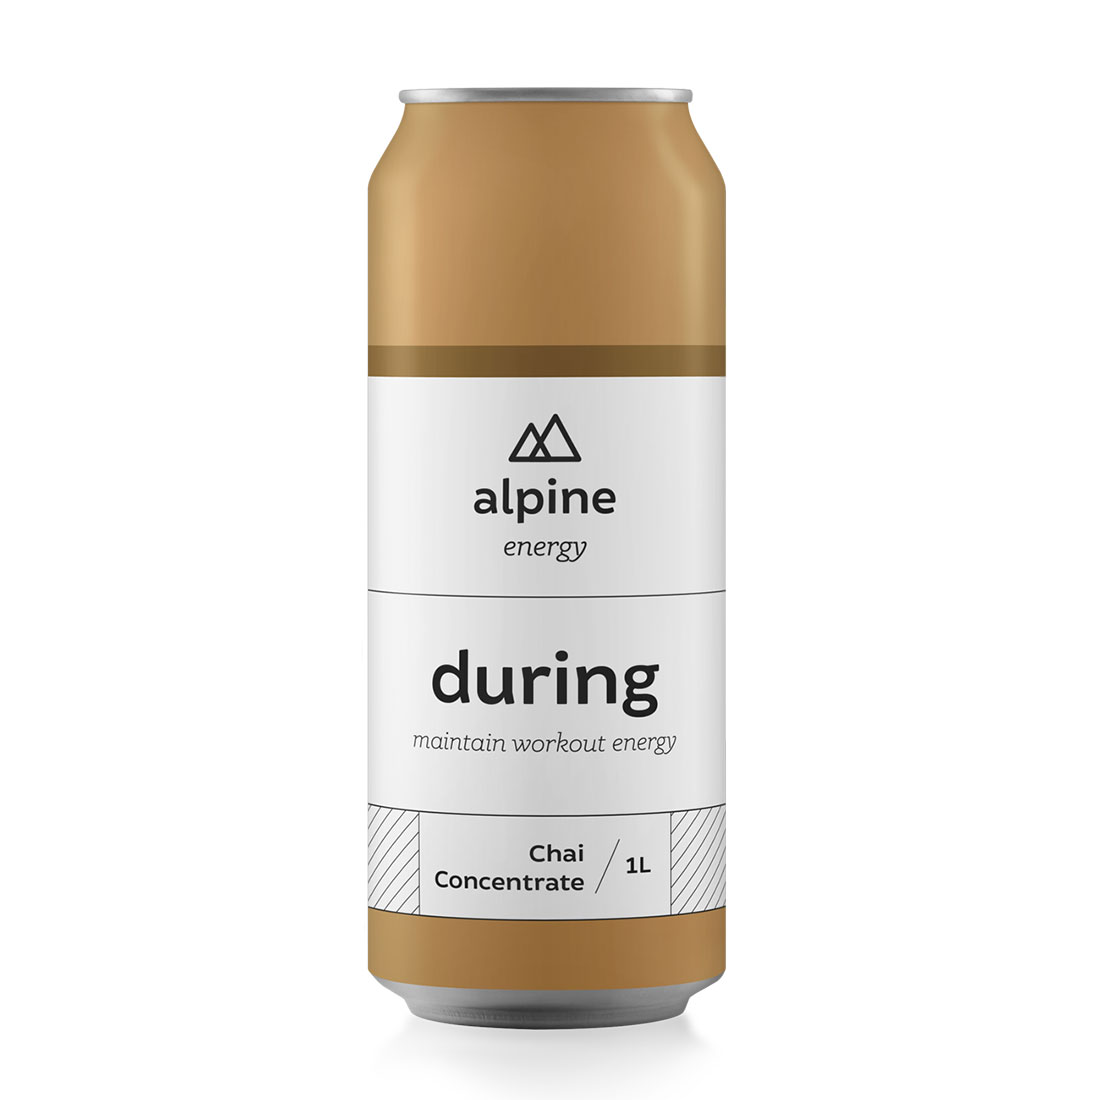 alpine
energy
during
maintain workout energy
Chai
Concentrate / 1L